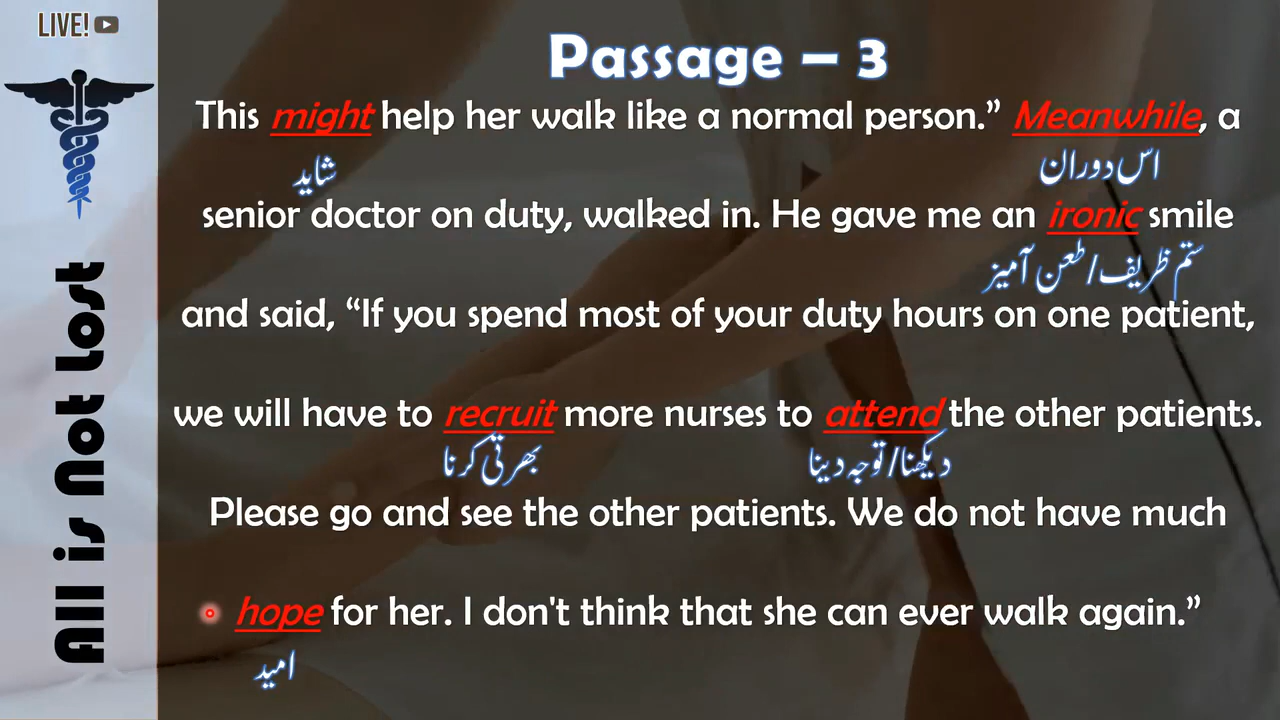 LIVE!
All is Not Lost
Passage – 3
This might help her walk like a normal person.” Meanwhile, a
شاید اس دوران
senior doctor on duty, walked in. He gave me an ironic smile
ستم ظریف/طعن آمیز
and said, “If you spend most of your duty hours on one patient,
we will have to recruit more nurses to attend the other patients.
بھرتی کرنا دیکھنا/توجہ دینا
Please go and see the other patients. We do not have much
hope for her. I don't think that she can ever walk again.”
امید